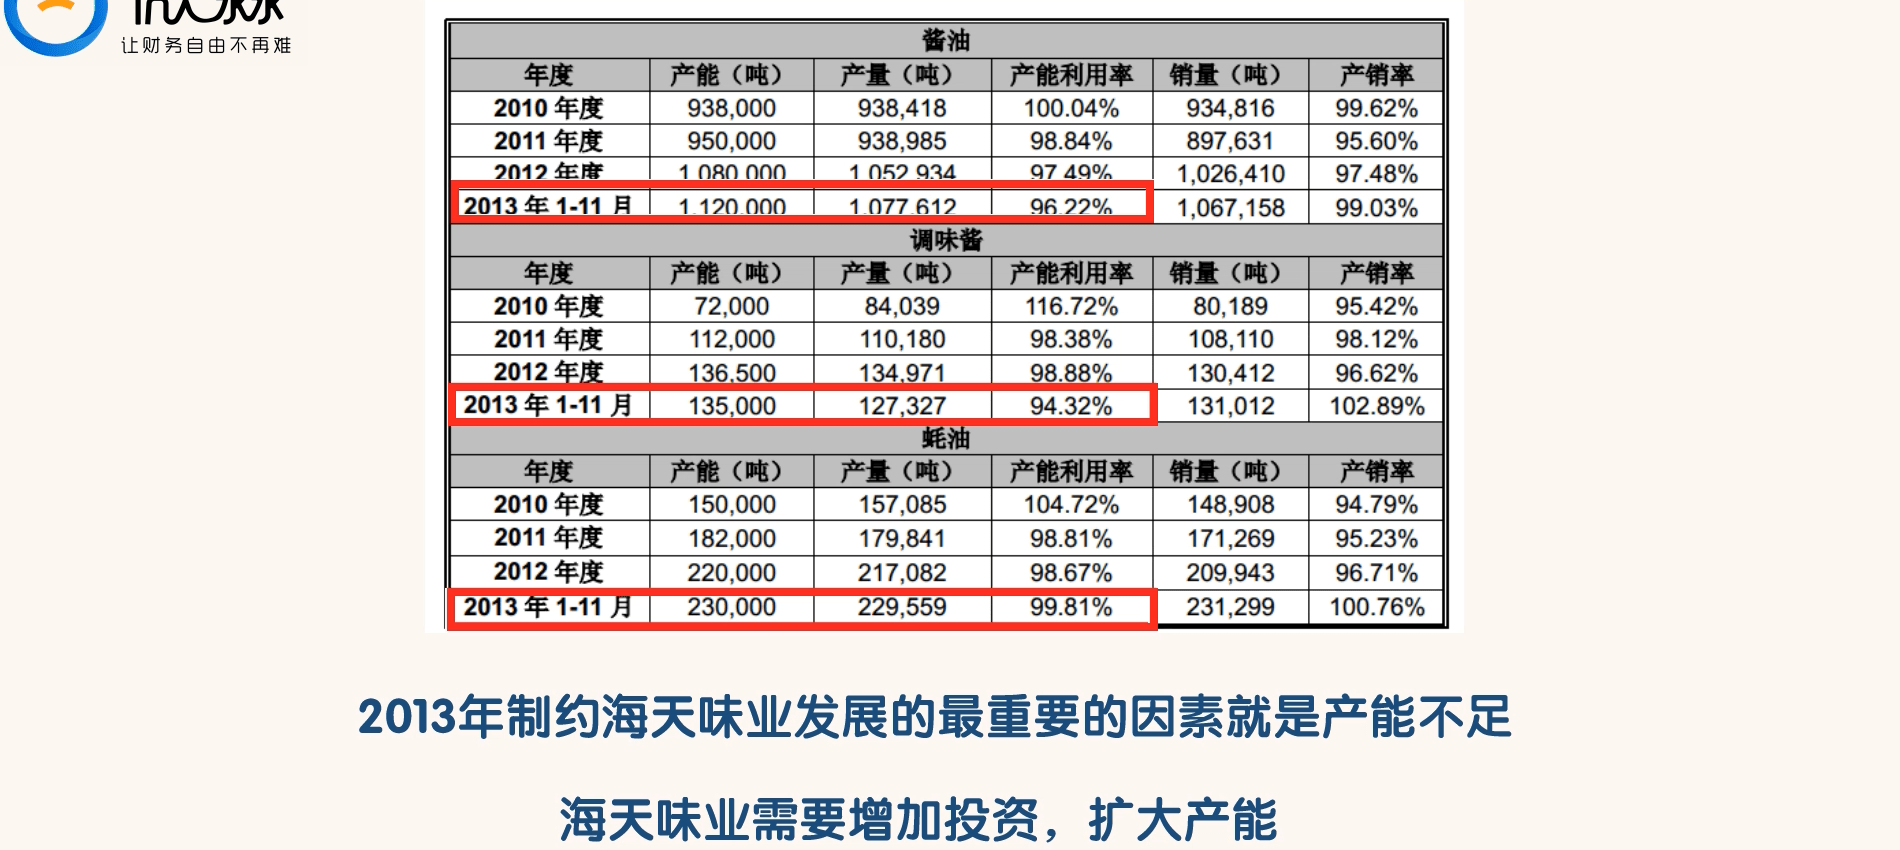 让财务自由不再难
酱油
年度 产能（吨） 产量（吨） 产能利用率 销量（吨） 产销率
2010 年度 938,000 938,418 100.04% 934,816 99.62%
2011 年度 950,000 938,985 98.84% 897,631 95.60%
2012 年度 1,080,000 1,052,934 97.49% 1,026,410 97.48%
2013 年 1-11 月 1,120,000 1,077,612 96.22% 1,067,158 99.03%
调味酱
年度 产能（吨） 产量（吨） 产能利用率 销量（吨） 产销率
2010 年度 72,000 84,039 116.72% 80,189 95.42%
2011 年度 112,000 110,180 98.38% 108,110 98.12%
2012 年度 136,500 134,971 98.88% 130,412 96.62%
2013 年 1-11 月 135,000 127,327 94.32% 131,012 102.89%
蚝油
年度 产能（吨） 产量（吨） 产能利用率 销量（吨） 产销率
2010 年度 150,000 157,085 104.72% 148,908 94.79%
2011 年度 182,000 179,841 98.81% 171,269 95.23%
2012 年度 220,000 217,082 98.67% 209,943 96.71%
2013 年 1-11 月 230,000 229,559 99.81% 231,299 100.76%
2013年制约海天味业发展的最重要的因素就是产能不足
海天味业需要增加投资，扩大产能